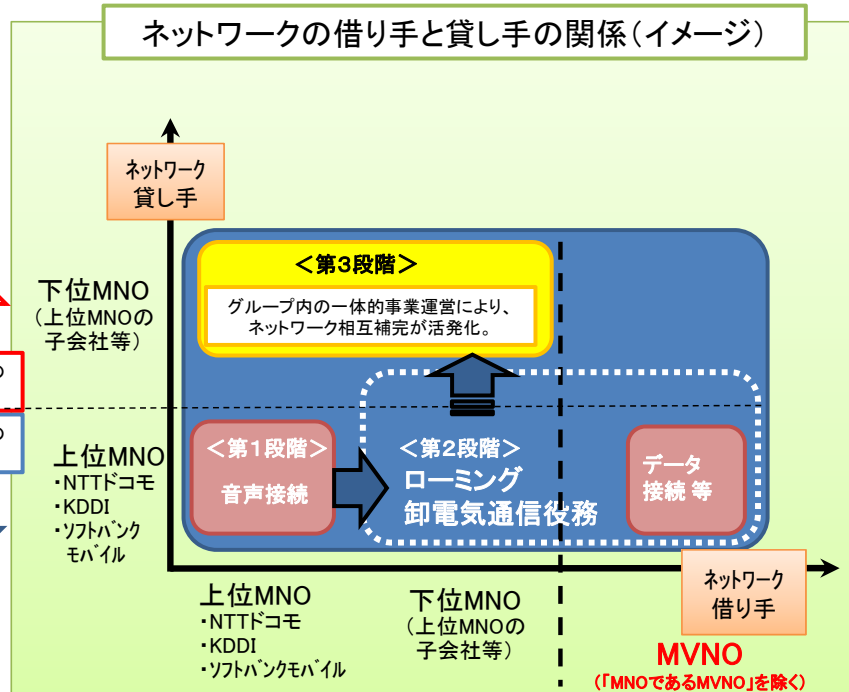 ネットワークの借り手と貸し手の関係(イメージ)
ネットワーク
貸し手
<第3段階>
グループ内の一体的事業運営により、
ネットワーク相互補完が活発化。
下位MNO
(上位MNOの
子会社等)
の
の
上位MNO
・NTTドコモ
・KDDI
・ソフトバンク
モバイル
<第1段階>
音声接続
<第2段階>
ローミング
卸電気通信役務
データ
接続 等
ネットワーク
借り手
上位MNO
・NTTドコモ
・KDDI
・ソフトバンクモバイル
下位MNO
(上位MNOの
子会社等)
MVNO
(「MNOであるMVNO」を除く)